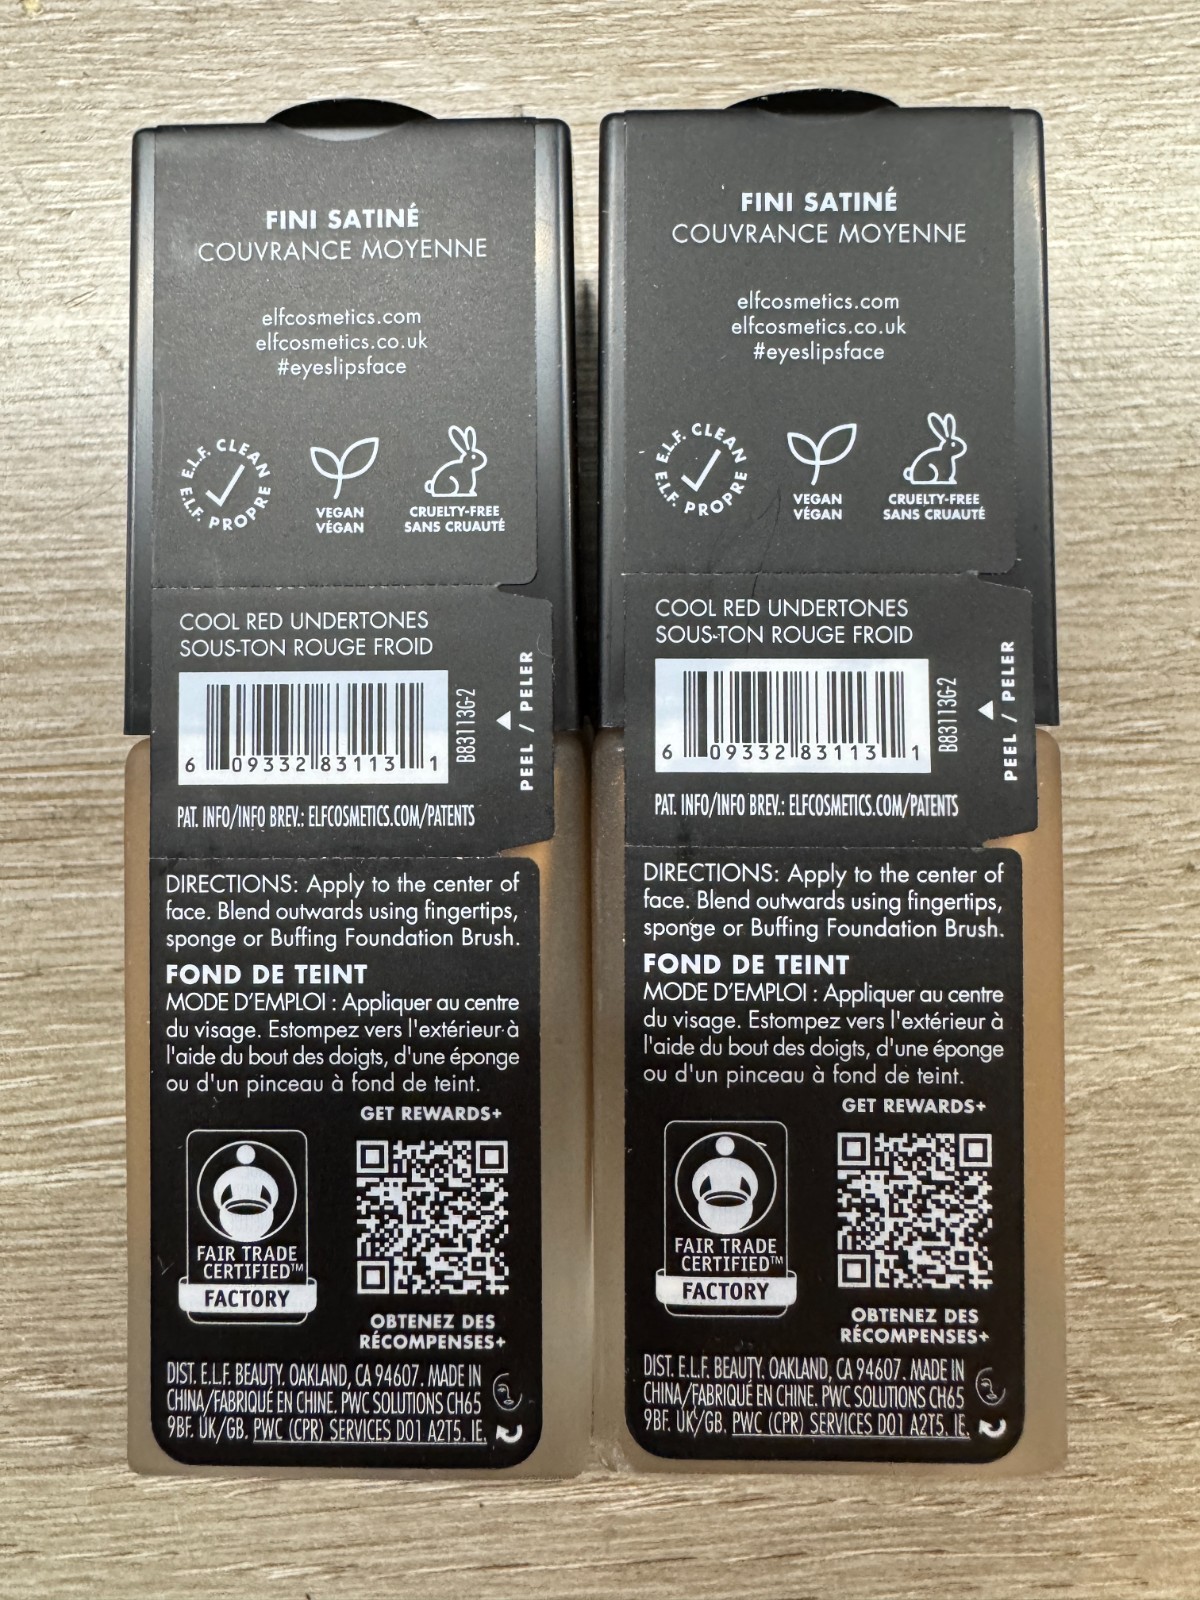 FINI SATINÉ
COUVRANCE MOYENNE
elfcosmetics.com
elfcosmetics.co.uk
#eyeslipsface
E.L.F. CLEAN
E.L.F. PROPRE
VEGAN
VÉGAN
CRUELTY-FREE
SANS CRUAUTÉ
COOL RED UNDERTONES
SOUS-TON ROUGE FROID
6 09332 83113 1
B83113G-2
PEEL / PELER
PAT. INFO/INFO BREV.: ELFCOSMETICS.COM/PATENTS
DIRECTIONS: Apply to the center of
face. Blend outwards using fingertips,
sponge or Buffing Foundation Brush.
FOND DE TEINT
MODE D'EMPLOI : Appliquer au centre
du visage. Estompez vers l'extérieur à
l'aide du bout des doigts, d'une éponge
ou d'un pinceau à fond de teint.
GET REWARDS+
FAIR TRADE
CERTIFIED™
FACTORY
OBTENEZ DES
RÉCOMPENSES+
DIST. E.L.F. BEAUTY, OAKLAND, CA 94607. MADE IN
CHINA/FABRIQUÉ EN CHINE. PWC SOLUTIONS CH65
9BF. UK/GB. PWC (CPR) SERVICES D01 A2T5. IE.
FINI SATINÉ
COUVRANCE MOYENNE
elfcosmetics.com
elfcosmetics.co.uk
#eyeslipsface
E.L.F. CLEAN
E.L.F. PROPRE
VEGAN
VÉGAN
CRUELTY-FREE
SANS CRUAUTÉ
COOL RED UNDERTONES
SOUS-TON ROUGE FROID
6 09332 83113 1
B83113G-2
PEEL / PELER
PAT. INFO/INFO BREV.: ELFCOSMETICS.COM/PATENTS
DIRECTIONS: Apply to the center of
face. Blend outwards using fingertips,
sponge or Buffing Foundation Brush.
FOND DE TEINT
MODE D'EMPLOI : Appliquer au centre
du visage. Estompez vers l'extérieur à
l'aide du bout des doigts, d'une éponge
ou d'un pinceau à fond de teint.
GET REWARDS+
FAIR TRADE
CERTIFIED™
FACTORY
OBTENEZ DES
RÉCOMPENSES+
DIST. E.L.F. BEAUTY, OAKLAND, CA 94607. MADE IN
CHINA/FABRIQUÉ EN CHINE. PWC SOLUTIONS CH65
9BF. UK/GB. PWC (CPR) SERVICES D01 A2T5. IE.